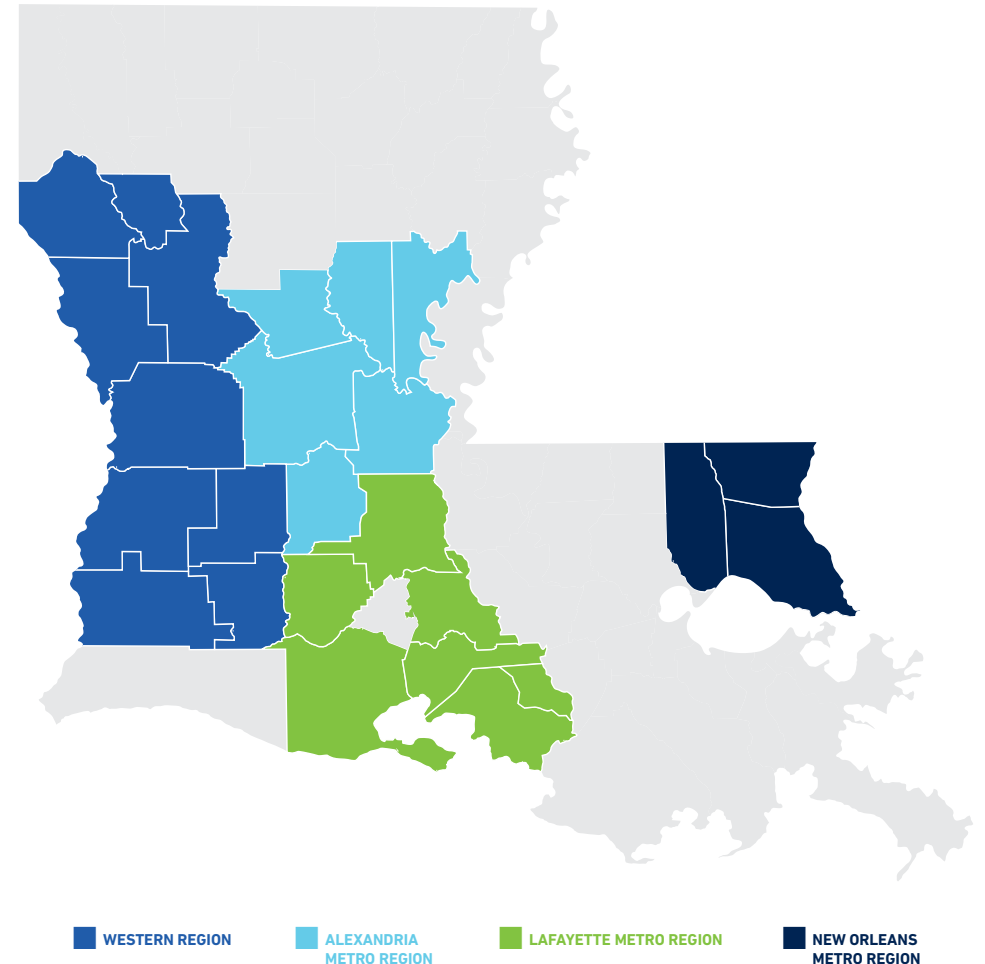 WESTERN REGION
ALEXANDRIA
METRO REGION
LAFAYETTE METRO REGION
NEW ORLEANS
METRO REGION